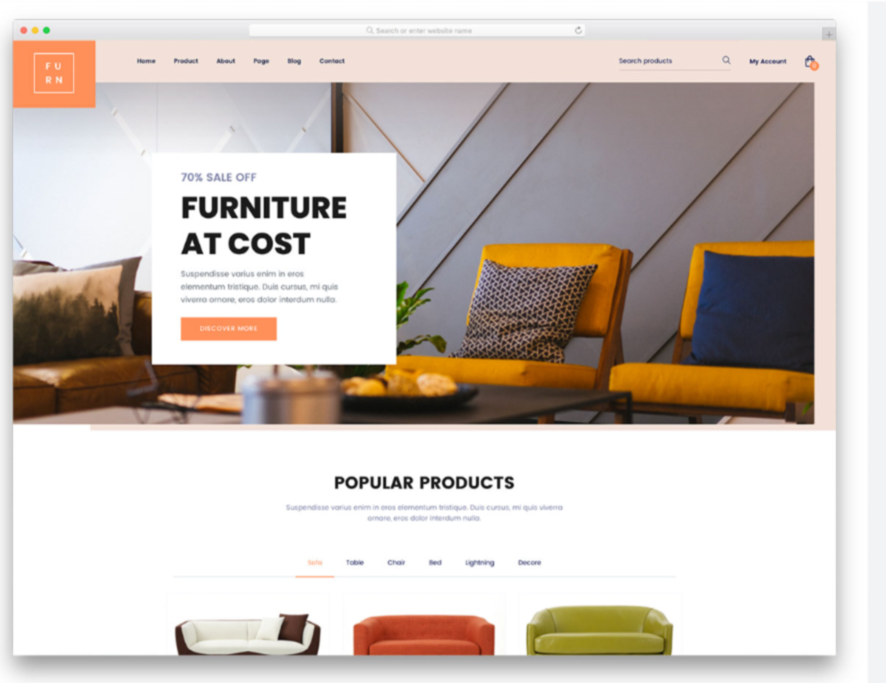 Search or enter website name
FU
RN
Home Product About Page Blog Contact
Search products
My Account
70% SALE OFF
FURNITURE
AT COST
Suspendisse varius enim in eros
elementum tristique. Duis cursus, mi quis
viverra ornare, eros dolor interdum nulla.
DISCOVER MORE
POPULAR PRODUCTS
Suspendisse varius enim in eros elementum tristique. Duis cursus, mi quis viverra
ornare, eros dolor interdum nulla.
Sofa Table Chair Bed Lightning Decore